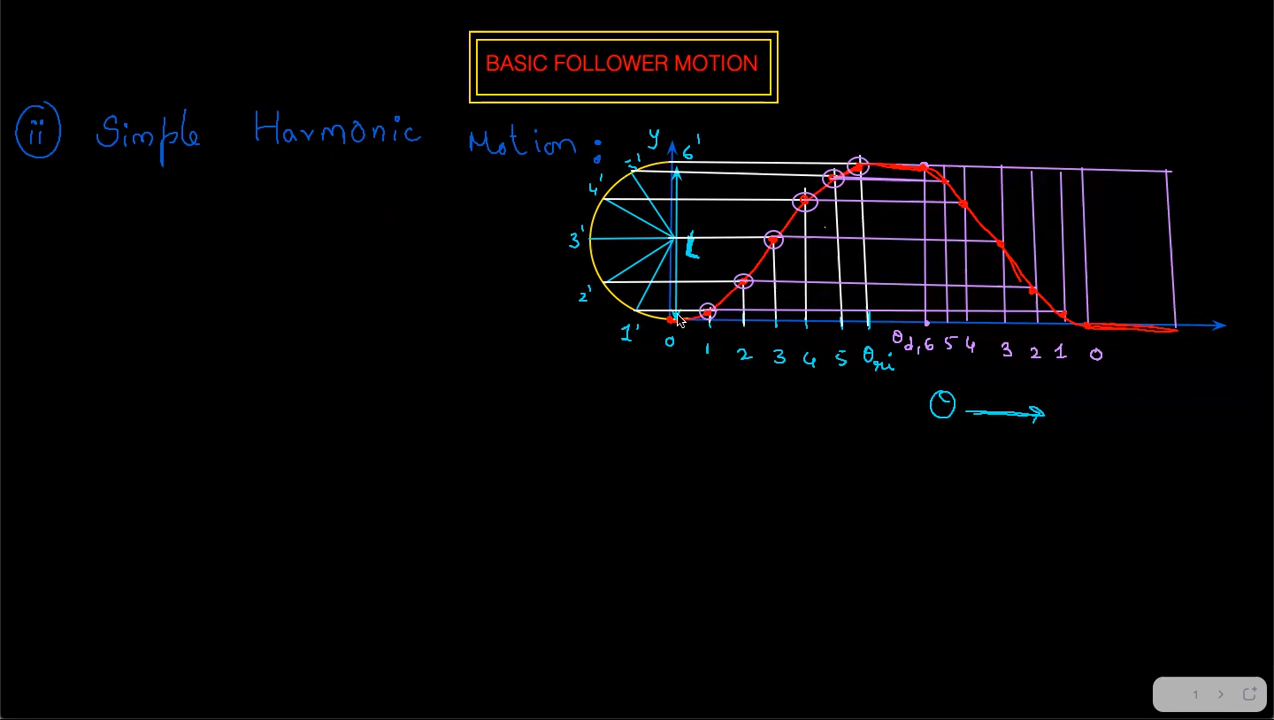 BASIC FOLLOWER MOTION
ii Simple Harmonic Motion :
y 6'
5'
4'
3'
L
2'
1'
0 1 2 3 4 5 θri θd,6 5 4 3 2 1 0
θ
1